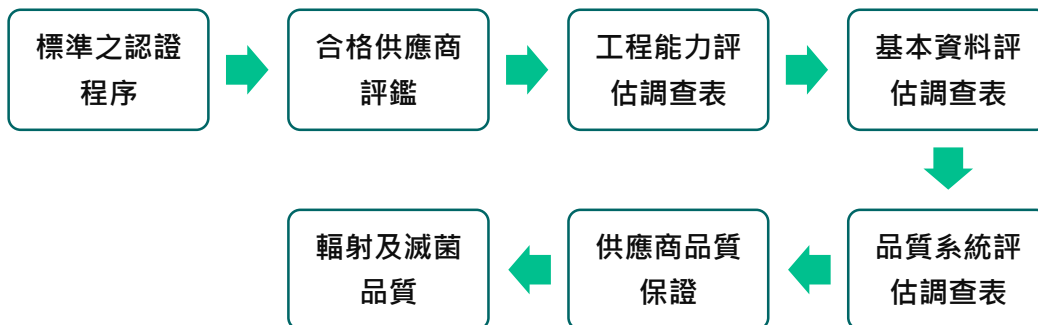 標準之認證
程序
合格供應商
評鑑
工程能力評
估調查表
基本資料評
估調查表
品質系統評
估調查表
供應商品質
保證
輻射及滅菌
品質